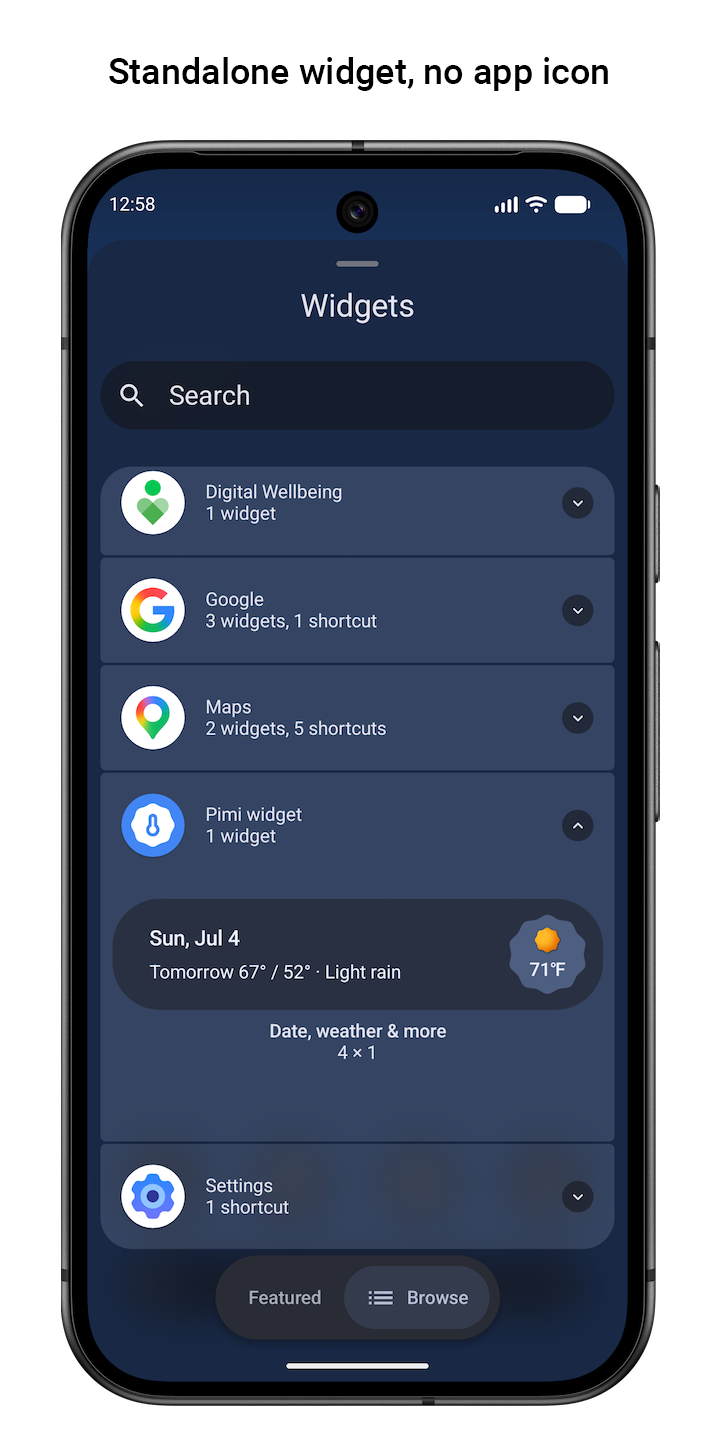 Standalone widget, no app icon
12:58
Widgets
Search
Digital Wellbeing
1 widget
Google
3 widgets, 1 shortcut
Maps
2 widgets, 5 shortcuts
Pimi widget
1 widget
Sun, Jul 4
Tomorrow 67° / 52° · Light rain
71°F
Date, weather & more
4 × 1
Settings
1 shortcut
Featured
Browse